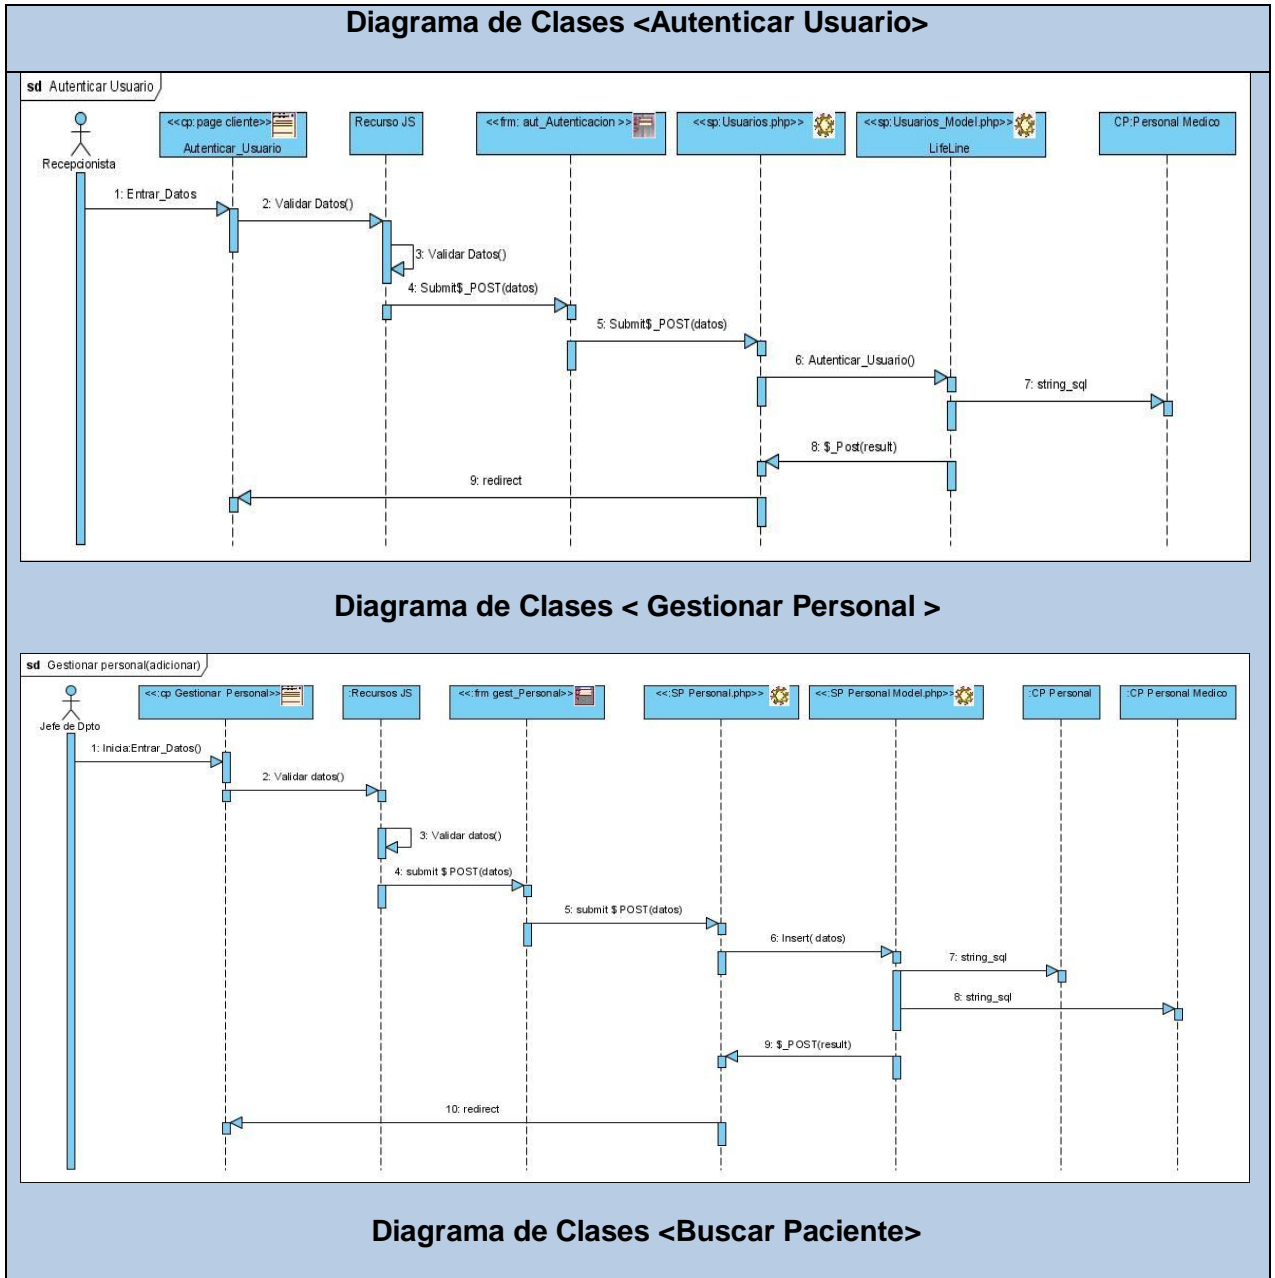 Diagrama de Clases <Autenticar Usuario>
sd Autenticar Usuario
<<cp: page cliente>>
Autenticar_Usuario
Recurso JS
<<frm: aut_Autenticacion >>
<<sp:Usuarios.php>>
<<sp:Usuarios_Model.php>>
LifeLine
CP:Personal Medico
Recepcionista
1: Entrar_Datos
2: Validar Datos()
3: Validar Datos()
4: Submit$_POST(datos)
5: Submit$_POST(datos)
6: Autenticar_Usuario()
7: string_sql
8: $_Post(result)
9: redirect
Diagrama de Clases < Gestionar Personal >
sd Gestionar personal(adicionar)
<<:cp Gestionar Personal>>
:Recursos JS
<<:frm gest_Personal>>
<<:SP Personal.php>>
<<:SP Personal Model.php>>
:CP Personal
:CP Personal Medico
Jefe de Dpto
1: Inicia:Entrar_Datos()
2: Validar datos()
3: Validar datos()
4: submit $ POST(datos)
5: submit $ POST(datos)
6: Insert( datos)
7: string_sql
8: string_sql
9: $_POST(result)
10: redirect
Diagrama de Clases <Buscar Paciente>